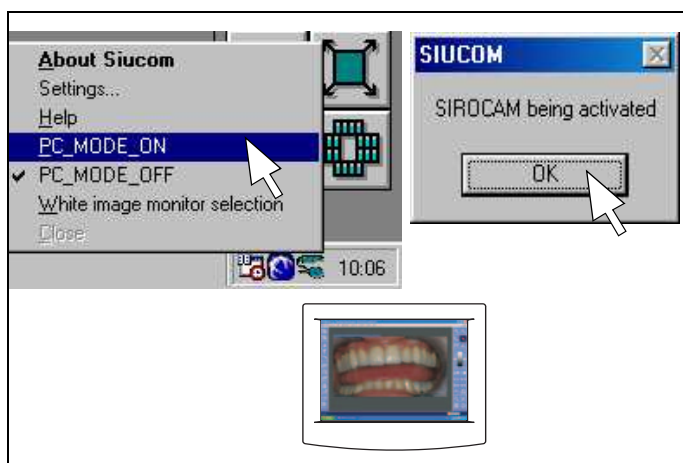 About Siucom
Settings...
Help
PC_MODE_ON
PC_MODE_OFF
White image monitor selection
Close
10:06
SIUCOM
SIROCAM being activated
OK